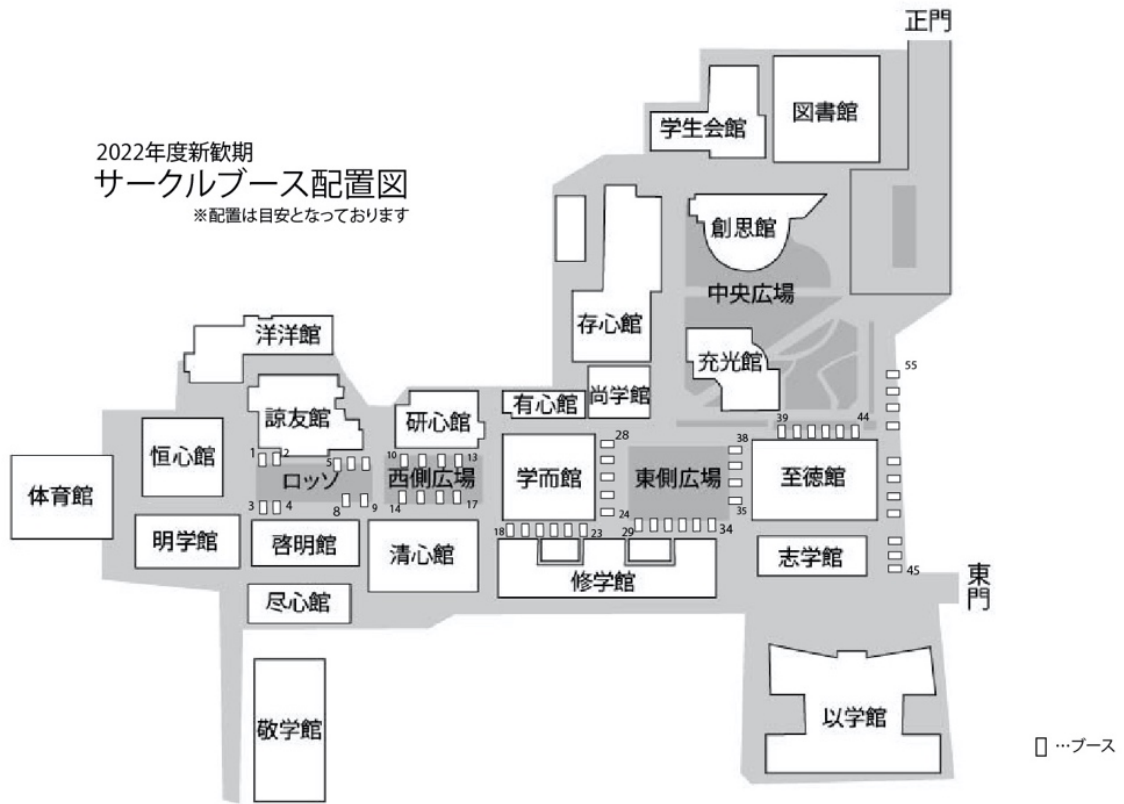 正門
図書館
学生会館
2022年度新歓期
サークルブース配置図
※配置は目安となっております
創思館
中央広場
存心館
洋洋館
充光館
55
尚学館
有心館
諒友館
研心館
39
44
28
38
恒心館
1
2
5
10
13
体育館
ロッソ
西側広場
学而館
東側広場
至徳館
3
4
8
9
14
17
24
35
18
23
29
34
明学館
啓明館
清心館
志学館
45
東門
修学館
尽心館
以学館
敬学館
…ブース